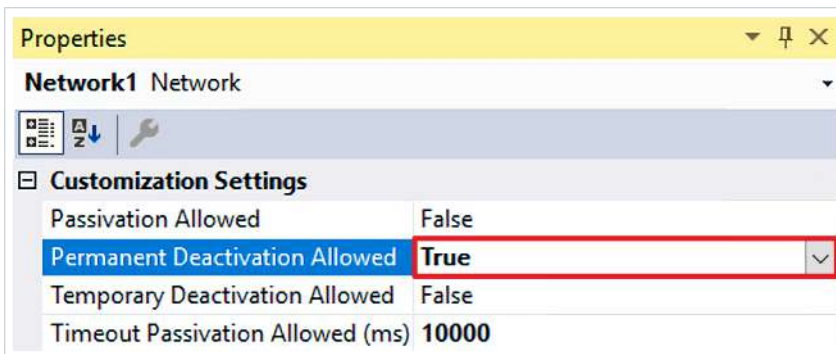 Properties
Network1 Network
Customization Settings
Passivation Allowed False
Permanent Deactivation Allowed True
Temporary Deactivation Allowed False
Timeout Passivation Allowed (ms) 10000